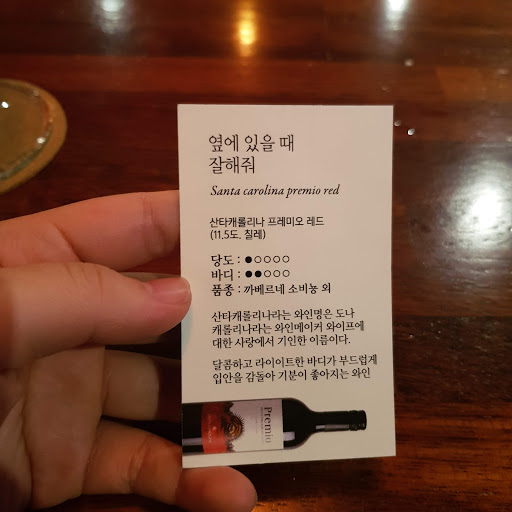 옆에 있을 때
잘해줘
Santa carolina premio red
산타캐롤리나 프레미오 레드
(11.5도, 칠레)
당도 : ●○○○○
바디 : ●●○○○
품종 : 까베르네 소비뇽 외
산타캐롤리나라는 와인명은 도나
캐롤리나라는 와인메이커 와이프에
대한 사랑에서 기인한 이름이다.
달콤하고 라이이트한 바디가 부드럽게
입안을 감돌아 기분이 좋아지는 와인
Premio